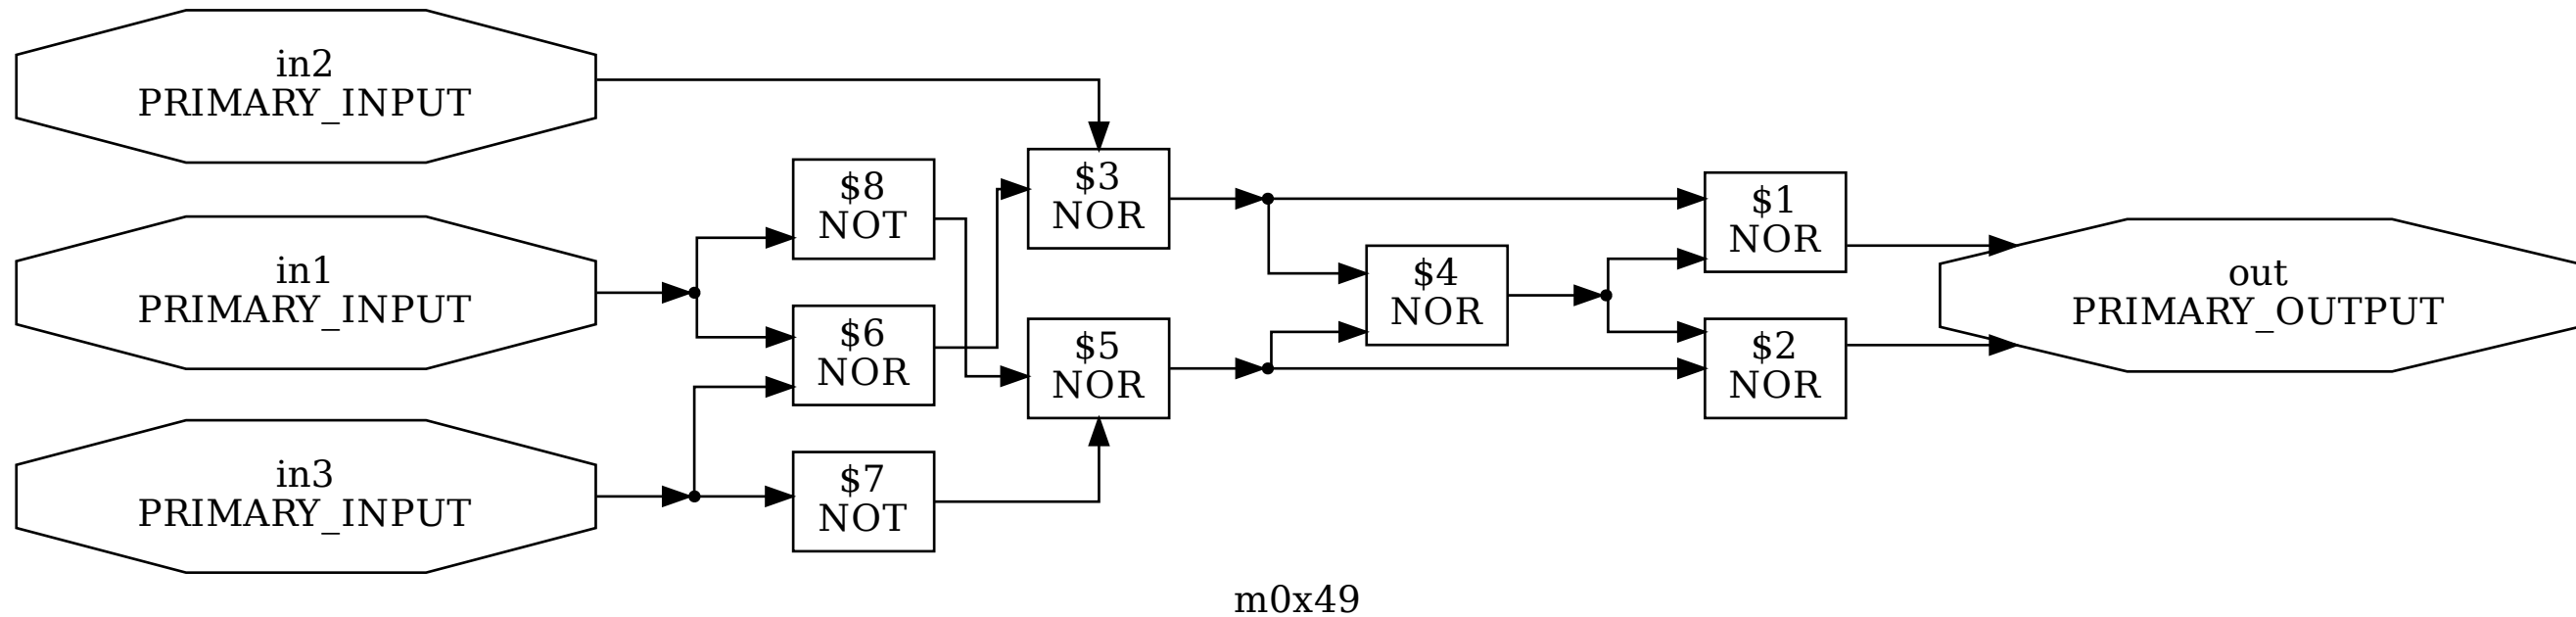 in2
PRIMARY_INPUT
in1
PRIMARY_INPUT
in3
PRIMARY_INPUT
$8
NOT
$6
NOR
$7
NOT
$3
NOR
$5
NOR
$4
NOR
$1
NOR
$2
NOR
out
PRIMARY_OUTPUT
m0x49